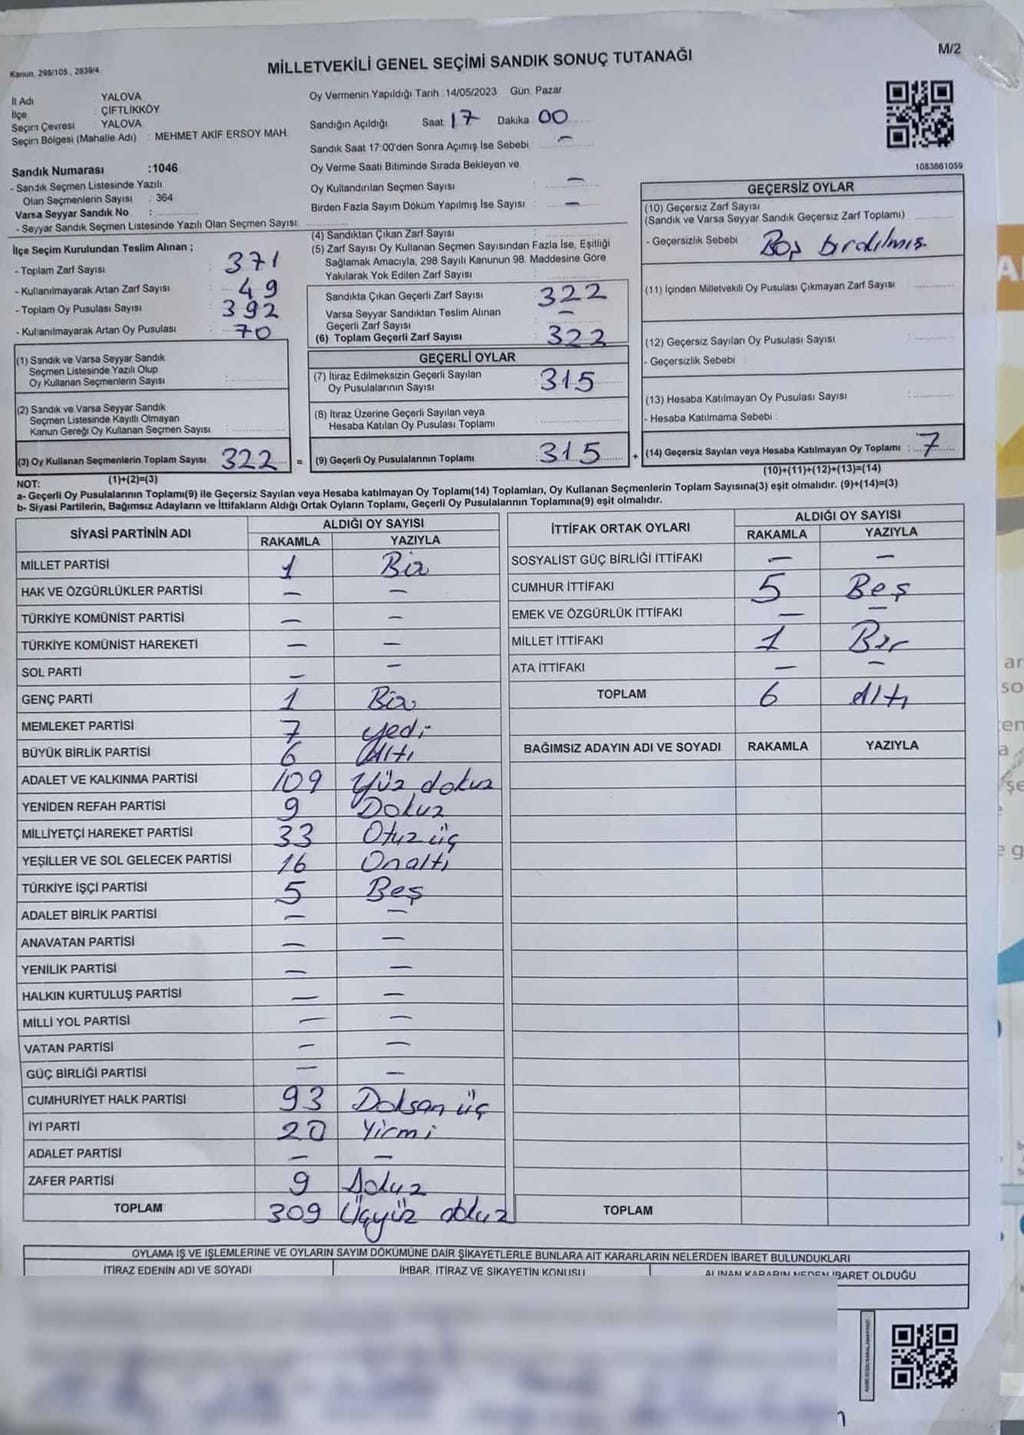 M/2
Kanun. 298/105 , 2839/4
MİLLETVEKİLİ GENEL SEÇİMİ SANDIK SONUÇ TUTANAĞI
İl Adı YALOVA
İlçe ÇİFTLİKKÖY
Seçim Çevresi YALOVA
Seçim Bölgesi (Mahalle Adı) : MEHMET AKİF ERSOY MAH.
Sandık Numarası :1046
- Sandık Seçmen Listesinde Yazılı
Olan Seçmenlerin Sayısı . 364
Varsa Seyyar Sandık No :
- Seyyar Sandık Seçmen Listesinde Yazılı Olan Seçmen Sayısı
Oy Vermenin Yapıldığı Tarih :14/05/2023 Gün: Pazar
Sandığın Açıldığı Saat: 17 Dakika 00
Sandık Saat 17:00'den Sonra Açımış İse Sebebi –
Oy Verme Saati Bitiminde Sırada Bekleyen ve
Oy Kullandırılan Seçmen Sayısı –
Birden Fazla Sayım Döküm Yapılmış İse Sayısı –
İlçe Seçim Kurulundan Teslim Alınan ;
- Toplam Zarf Sayısı : 371
- Kullanılmayarak Artan Zarf Sayısı : 49
- Toplam Oy Pusulası Sayısı : 392
- Kullanılmayarak Artan Oy Pusulası : 70
(1) Sandık ve Varsa Seyyar Sandık
Seçmen Listesinde Yazılı Olup
Oy Kullanan Seçmenlerin Sayısı :
(2) Sandık ve Varsa Seyyar Sandık
Seçmen Listesinde Kayıtlı Olmayan
Kanun Gereği Oy Kullanan Seçmen Sayısı :
(3) Oy Kullanan Seçmenlerin Toplam Sayısı 322 =
(1)+(2)=(3)
(4) Sandıktan Çıkan Zarf Sayısı
(5) Zarf Sayısı Oy Kullanan Seçmen Sayısından Fazla İse, Eşitliği
Sağlamak Amacıyla, 298 Sayılı Kanunun 98. Maddesine Göre
Yakılarak Yok Edilen Zarf Sayısı
Sandıkta Çıkan Geçerli Zarf Sayısı 322
Varsa Seyyar Sandıktan Teslim Alınan
Geçerli Zarf Sayısı –
(6) Toplam Geçerli Zarf Sayısı 322
GEÇERLİ OYLAR
(7) İtiraz Edilmeksizin Geçerli Sayılan
Oy Pusulalarının Sayısı 315
(8) İtiraz Üzerine Geçerli Sayılan veya
Hesaba Katılan Oy Pusulası Toplamı
(9) Geçerli Oy Pusulalarının Toplamı 315 +
1083661059
GEÇERSİZ OYLAR
(10) Geçersiz Zarf Sayısı
(Sandık ve Varsa Seyyar Sandık Geçersiz Zarf Toplamı)
- Geçersizlik Sebebi Boş bırdılmış
(11) İçinden Milletvekili Oy Pusulası Çıkmayan Zarf Sayısı
(12) Geçersiz Sayılan Oy Pusulası Sayısı
- Geçersizlik Sebebi
(13) Hesaba Katılmayan Oy Pusulası Sayısı
- Hesaba Katılmama Sebebi :
(14) Geçersiz Sayılan veya Hesaba Katılmayan Oy Toplamı : 7
(10)+(11)+(12)+(13)=(14)
NOT:
a- Geçerli Oy Pusulalarının Toplamı(9) ile Geçersiz Sayılan veya Hesaba katılmayan Oy Toplamı(14) Toplamları, Oy Kullanan Seçmenlerin Toplam Sayısına(3) eşit olmalıdır. (9)+(14)=(3)
b- Siyasi Partilerin, Bağımsız Adayların ve İttifakların Aldığı Ortak Oyların Toplamı, Geçerli Oy Pusulalarının Toplamına(9) eşit olmalıdır.
SİYASİ PARTİNİN ADI ALDIĞI OY SAYISI
RAKAMLA YAZIYLA
MİLLET PARTİSİ 1 Bir
HAK VE ÖZGÜRLÜKLER PARTİSİ – –
TÜRKİYE KOMÜNİST PARTİSİ – –
TÜRKİYE KOMÜNİST HAREKETİ – –
SOL PARTİ – –
GENÇ PARTİ 1 Bir
MEMLEKET PARTİSİ 7 yedi
BÜYÜK BİRLİK PARTİSİ 6 Altı
ADALET VE KALKINMA PARTİSİ 109 Yüz dokuz
YENİDEN REFAH PARTİSİ 9 Dokuz
MİLLİYETÇİ HAREKET PARTİSİ 33 Otuz üç
YEŞİLLER VE SOL GELECEK PARTİSİ 16 Onaltı
TÜRKİYE İŞÇİ PARTİSİ 5 Beş
ADALET BİRLİK PARTİSİ – –
ANAVATAN PARTİSİ – –
YENİLİK PARTİSİ – –
HALKIN KURTULUŞ PARTİSİ – –
MİLLİ YOL PARTİSİ – –
VATAN PARTİSİ – –
GÜÇ BİRLİĞİ PARTİSİ – –
CUMHURİYET HALK PARTİSİ 93 Doksan üç
İYİ PARTİ 20 Yirmi
ADALET PARTİSİ – –
ZAFER PARTİSİ 9 Dokuz
TOPLAM 309 Üçyüz dokuz
İTTİFAK ORTAK OYLARI ALDIĞI OY SAYISI
RAKAMLA YAZIYLA
SOSYALİST GÜÇ BİRLİĞİ İTTİFAKI – –
CUMHUR İTTİFAKI 5 Beş
EMEK VE ÖZGÜRLÜK İTTİFAKI – –
MİLLET İTTİFAKI 1 Bir
ATA İTTİFAKI – –
TOPLAM 6 Altı
BAĞIMSIZ ADAYIN ADI VE SOYADI RAKAMLA YAZIYLA
TOPLAM
OYLAMA İŞ VE İŞLEMLERİNE VE OYLARIN SAYIM DÖKÜMÜNE DAİR ŞİKAYETLERLE BUNLARA AİT KARARLARIN NELERDEN İBARET BULUNDUKLARI
İTİRAZ EDENİN ADI VE SOYADI İHBAR, İTİRAZ VE ŞİKAYETİN KONUSU ALINAN KARARIN NEDEN İBARET OLDUĞU